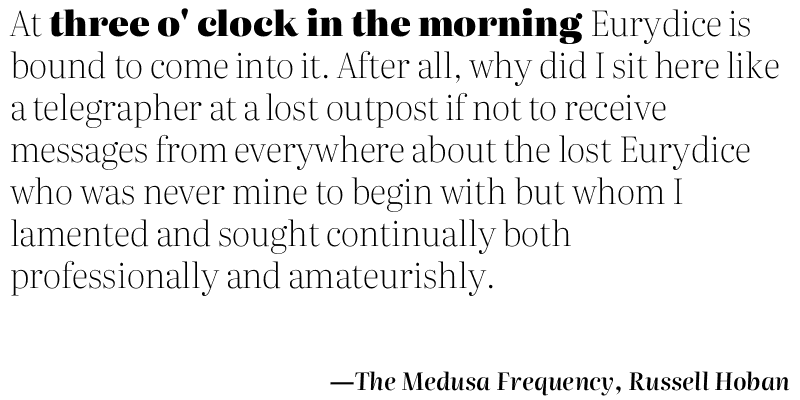 At three o' clock in the morning Eurydice is
bound to come into it. After all, why did I sit here like
a telegrapher at a lost outpost if not to receive
messages from everywhere about the lost Eurydice
who was never mine to begin with but whom I
lamented and sought continually both
professionally and amateurishly.
—The Medusa Frequency, Russell Hoban